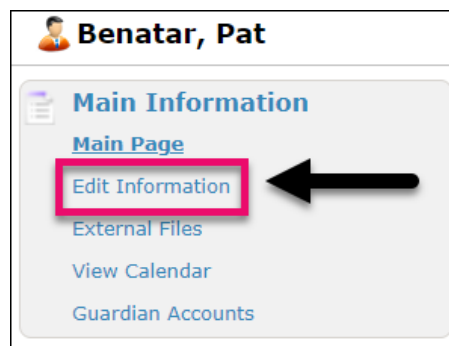 Benatar, Pat
Main Information
Main Page
Edit Information
External Files
View Calendar
Guardian Accounts